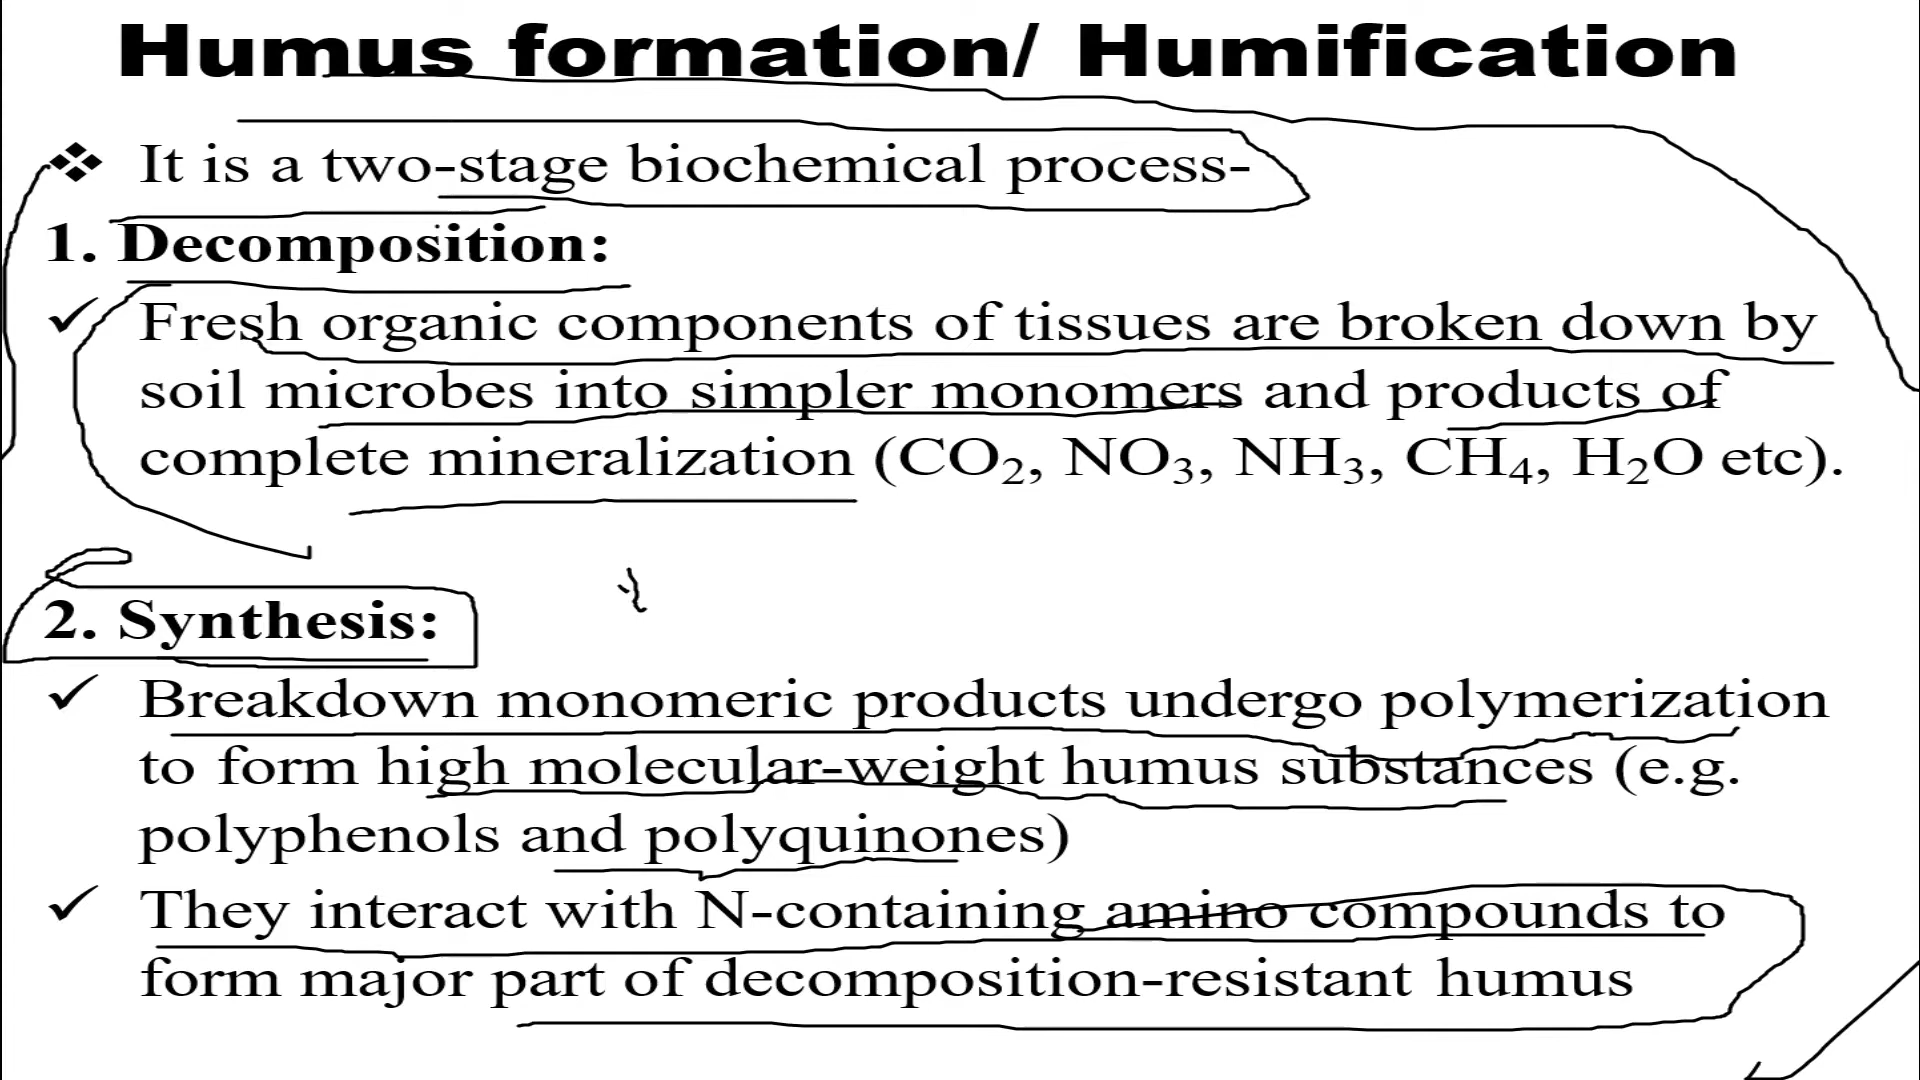 Humus formation/ Humification
❖ It is a two-stage biochemical process-
1. Decomposition:
✓ Fresh organic components of tissues are broken down by
soil microbes into simpler monomers and products of
complete mineralization (CO₂, NO₃, NH₃, CH₄, H₂O etc).
2. Synthesis:
✓ Breakdown monomeric products undergo polymerization
to form high molecular-weight humus substances (e.g.
polyphenols and polyquinones)
✓ They interact with N-containing amino compounds to
form major part of decomposition-resistant humus